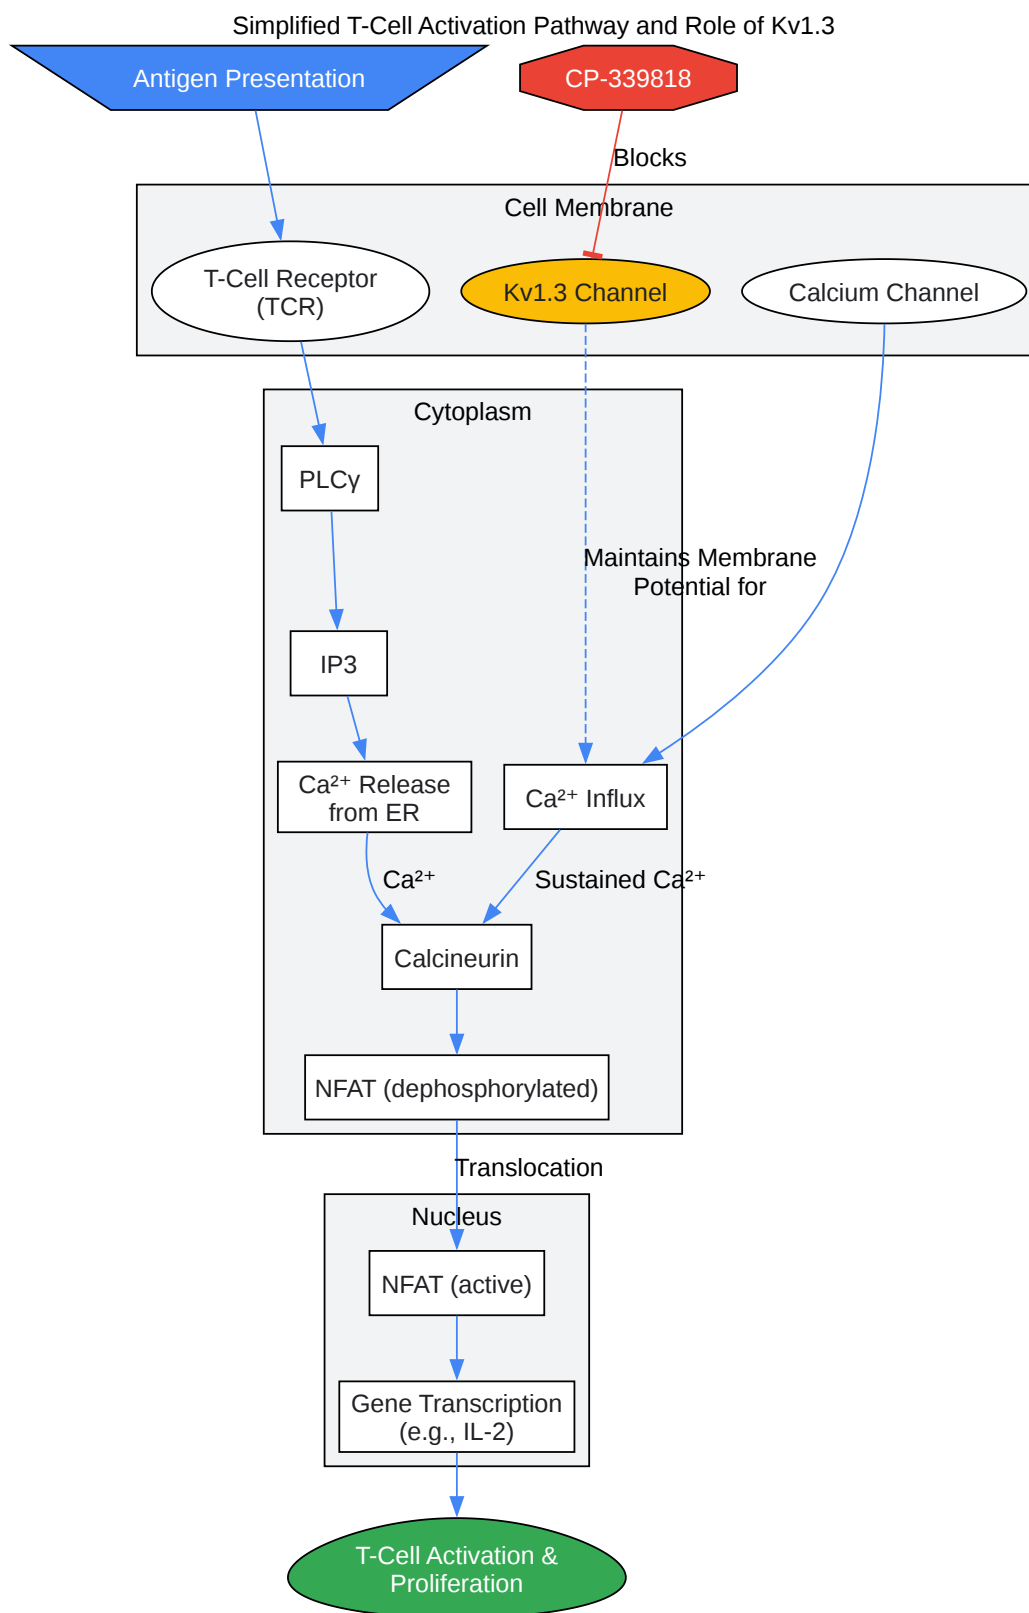 Simplified T-Cell Activation Pathway and Role of Kv1.3
Antigen Presentation
CP-339818
Blocks
Cell Membrane
T-Cell Receptor
(TCR)
Kv1.3 Channel
Calcium Channel
Cytoplasm
PLCγ
Maintains Membrane
Potential for
IP3
Ca²⁺ Release
from ER
Ca²⁺ Influx
Ca²⁺
Sustained Ca²⁺
Calcineurin
NFAT (dephosphorylated)
Translocation
Nucleus
NFAT (active)
Gene Transcription
(e.g., IL-2)
T-Cell Activation &
Proliferation